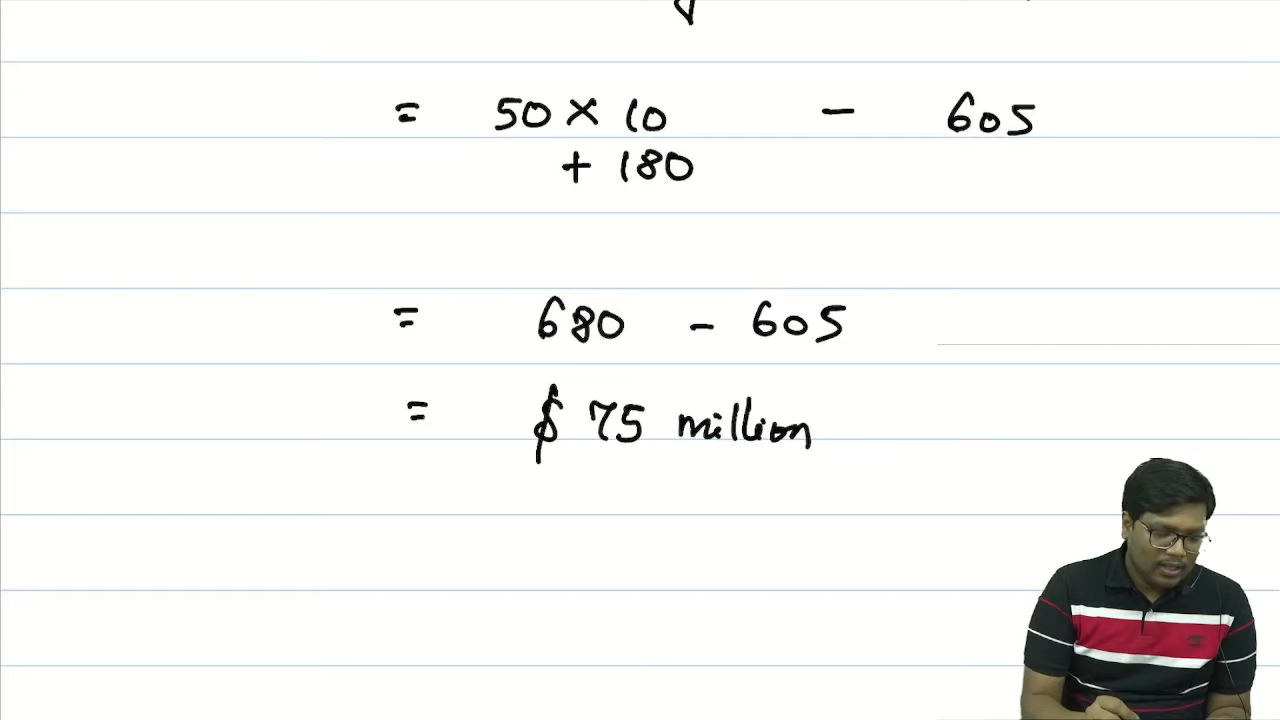 = 50 × 10 - 605
+ 180
= 680 - 605
= $ 75 million